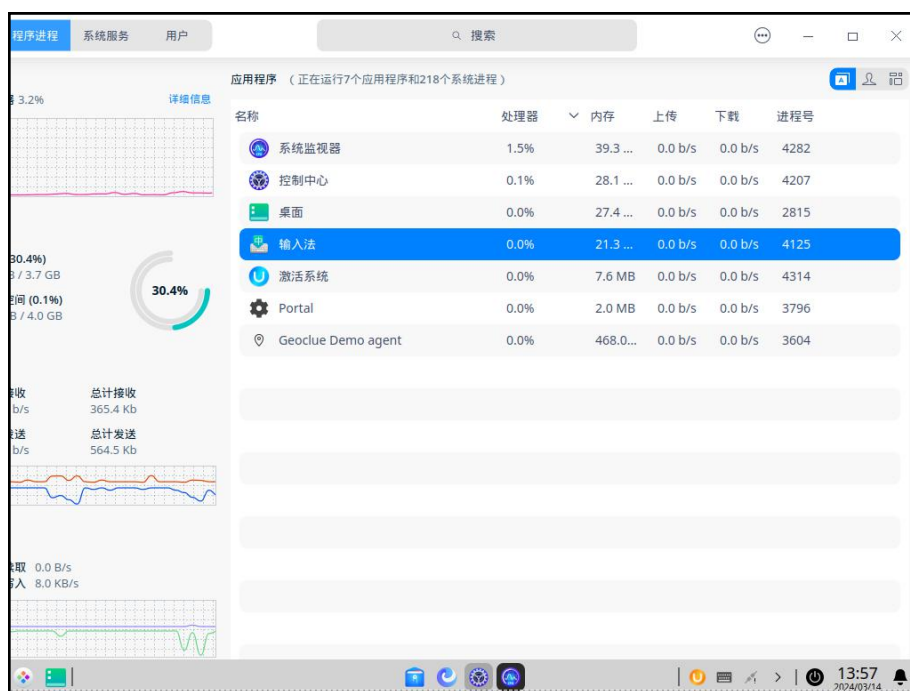 程序进程 系统服务 用户 搜索
应用程序 （正在运行7个应用程序和218个系统进程）
3.2% 详细信息
名称 处理器 内存 上传 下载 进程号
系统监视器 1.5% 39.3 ... 0.0 b/s 0.0 b/s 4282
控制中心 0.1% 28.1 ... 0.0 b/s 0.0 b/s 4207
桌面 0.0% 27.4 ... 0.0 b/s 0.0 b/s 2815
输入法 0.0% 21.3 ... 0.0 b/s 0.0 b/s 4125
激活系统 0.0% 7.6 MB 0.0 b/s 0.0 b/s 4314
Portal 0.0% 2.0 MB 0.0 b/s 0.0 b/s 3796
Geoclue Demo agent 0.0% 468.0... 0.0 b/s 0.0 b/s 3604
30.4%)
/ 3.7 GB
30.4%
间 (0.1%)
/ 4.0 GB
收 总计接收
b/s 365.4 Kb
送 总计发送
b/s 564.5 Kb
取 0.0 B/s
入 8.0 KB/s
13:57
2024/03/14